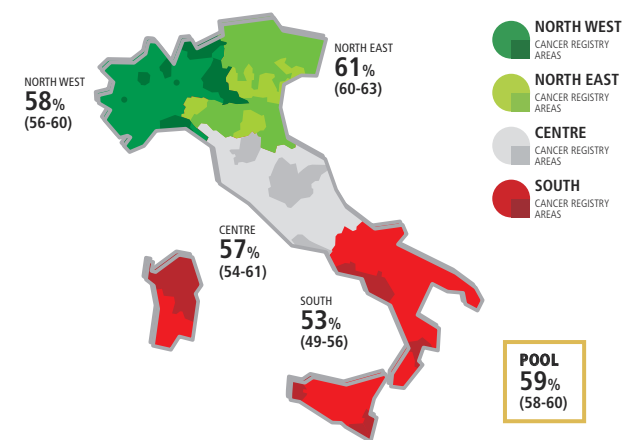 NORTH WEST
58%
(56-60)
NORTH EAST
61%
(60-63)
CENTRE
57%
(54-61)
SOUTH
53%
(49-56)
NORTH WEST
CANCER REGISTRY
AREAS
NORTH EAST
CANCER REGISTRY
AREAS
CENTRE
CANCER REGISTRY
AREAS
SOUTH
CANCER REGISTRY
AREAS
POOL
59%
(58-60)